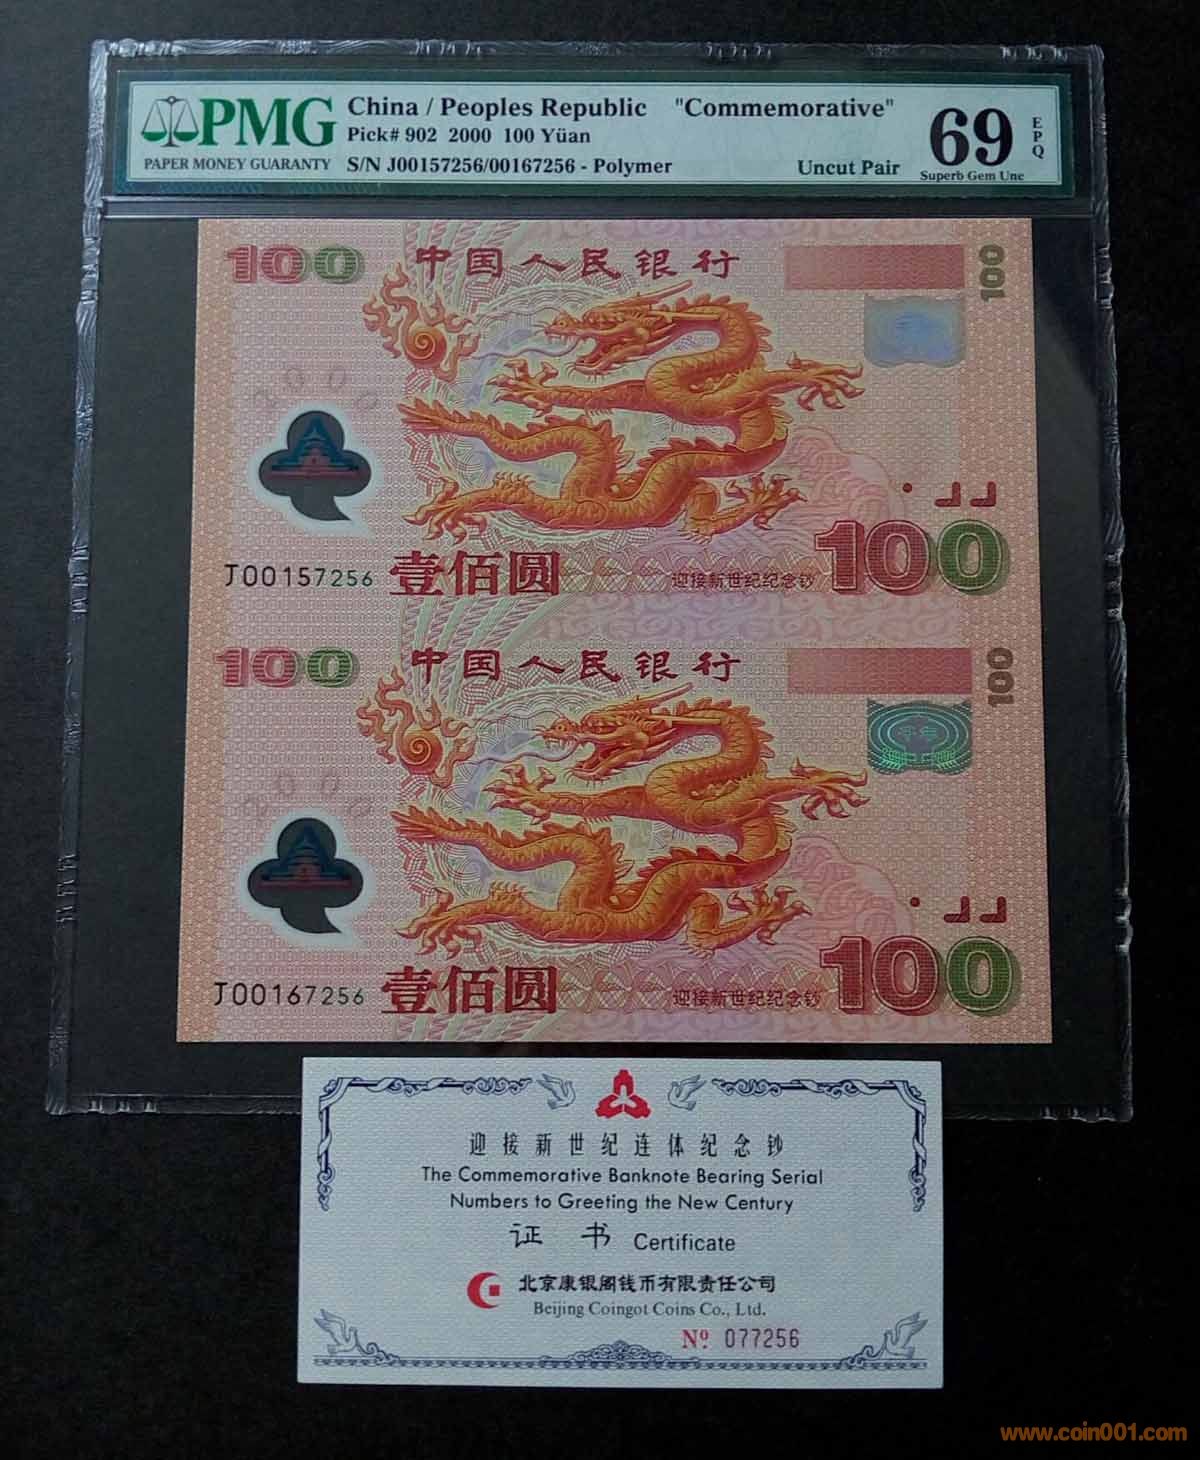 PMG
PAPER MONEY GUARANTY
China / Peoples Republic "Commemorative"
Pick# 902 2000 100 Yüan
S/N J00157256/00167256 - Polymer
Uncut Pair
69
EPQ
Superb Gem Unc
100
中国人民银行
100
2000
J00157256
壹佰圆
迎接新世纪纪念钞
100
100
中国人民银行
100
2000
千年
J00167256
壹佰圆
迎接新世纪纪念钞
100
迎接新世纪连体纪念钞
The Commemorative Banknote Bearing Serial
Numbers to Greeting the New Century
证书 Certificate
北京康银阁钱币有限责任公司
Beijing Coingot Coins Co., Ltd.
Nº 077256
www.coin001.com